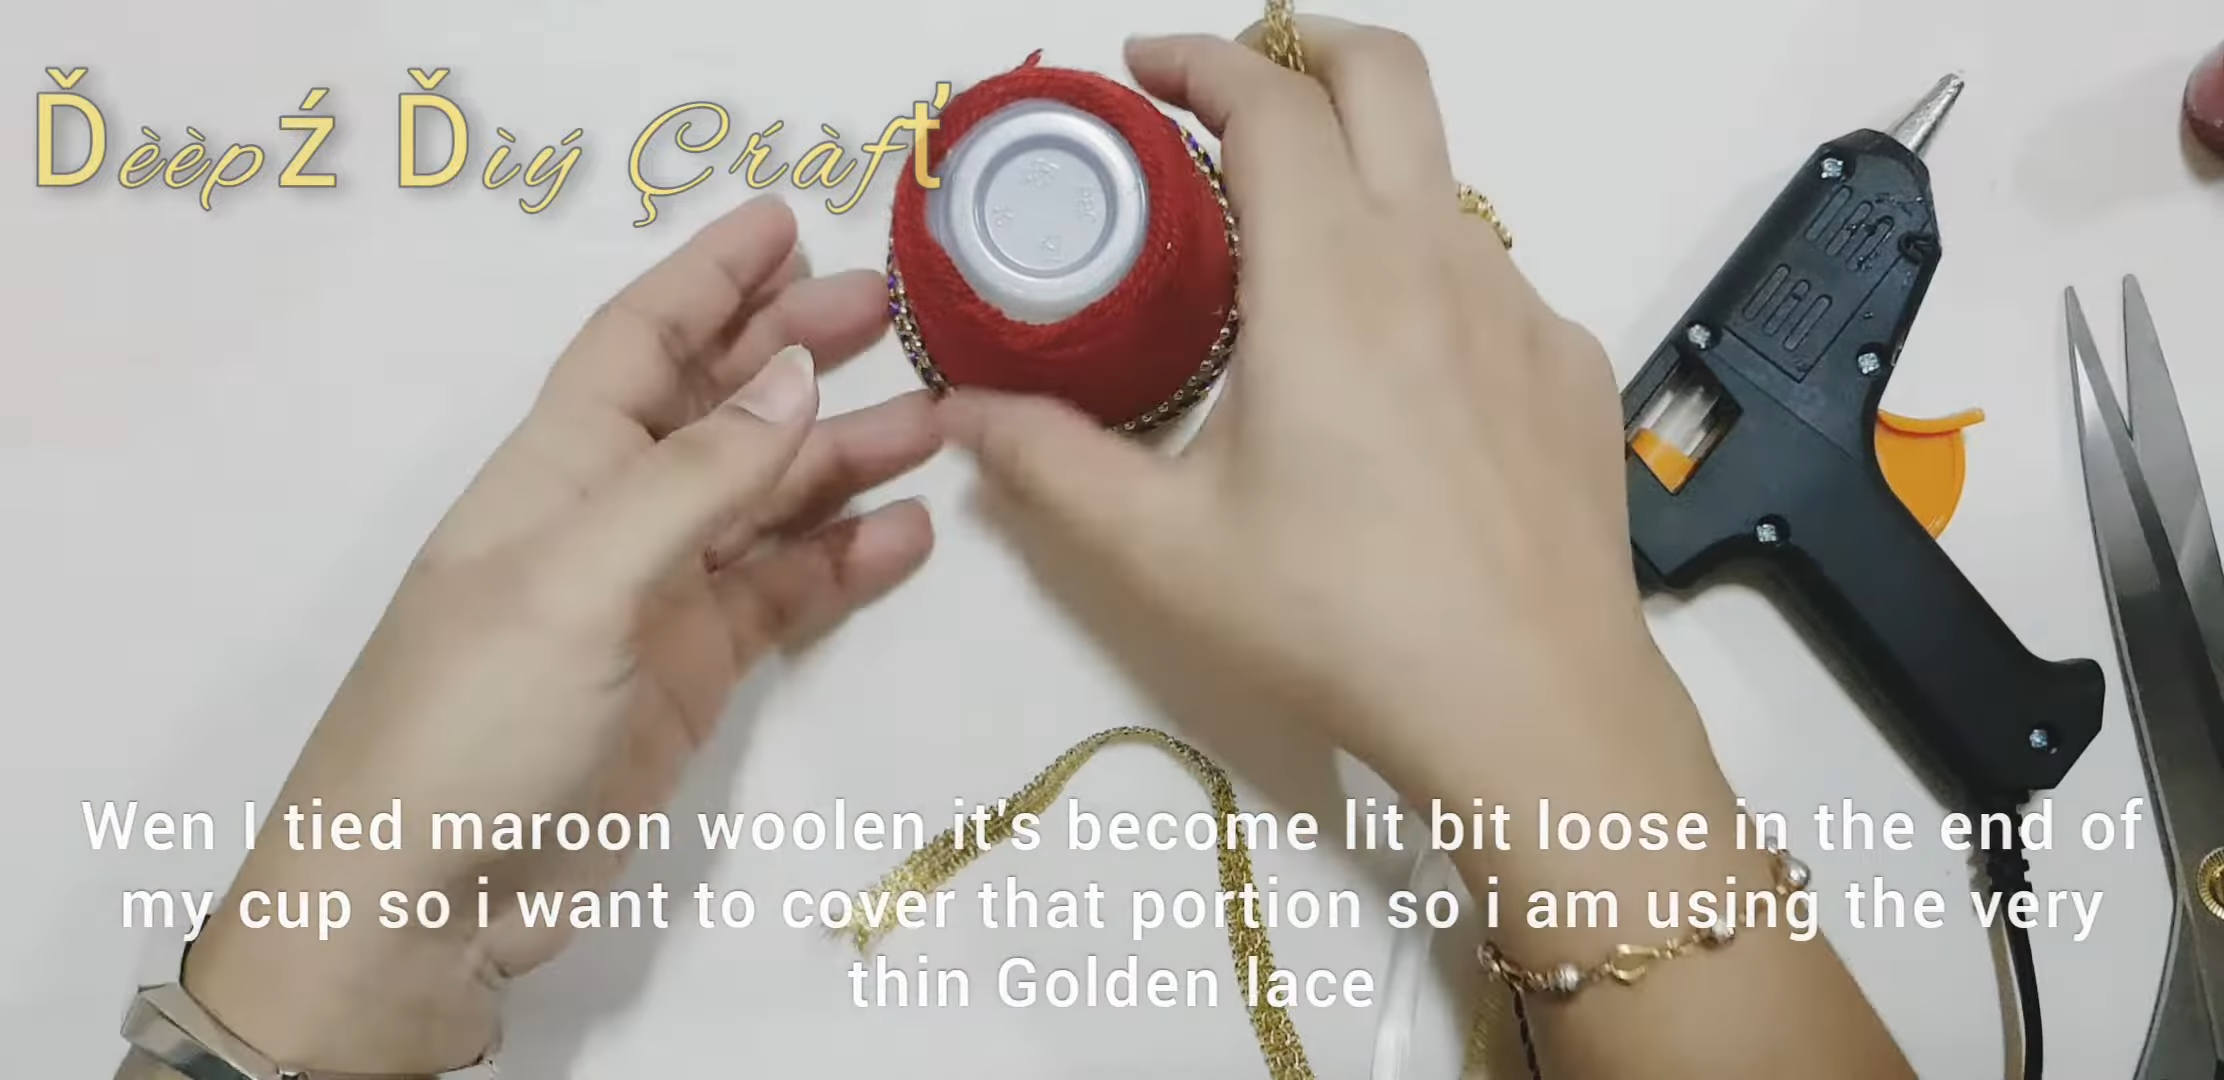 Ďèèpź Ďìý Çŕàfť
Wen I tied maroon woolen it's become lit bit loose in the end of
my cup so i want to cover that portion so i am using the very
thin Golden lace